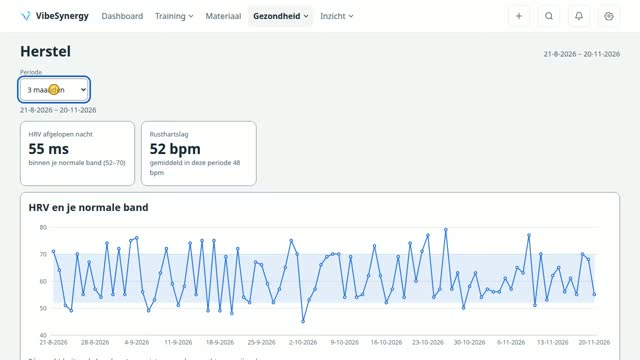 VibeSynergy Dashboard Training Materiaal Gezondheid Inzicht
Herstel
21-8-2026 – 20-11-2026
Periode
3 maanden
21-8-2026 – 20-11-2026
HRV afgelopen nacht
55 ms
binnen je normale band (52–70)
Rusthartslag
52 bpm
gemiddeld in deze periode 48
bpm
HRV en je normale band
80
70
60
50
40
21-8-2026 28-8-2026 4-9-2026 11-9-2026 18-9-2026 25-9-2026 2-10-2026 9-10-2026 16-10-2026 23-10-2026 30-10-2026 6-11-2026 13-11-2026 20-11-2026